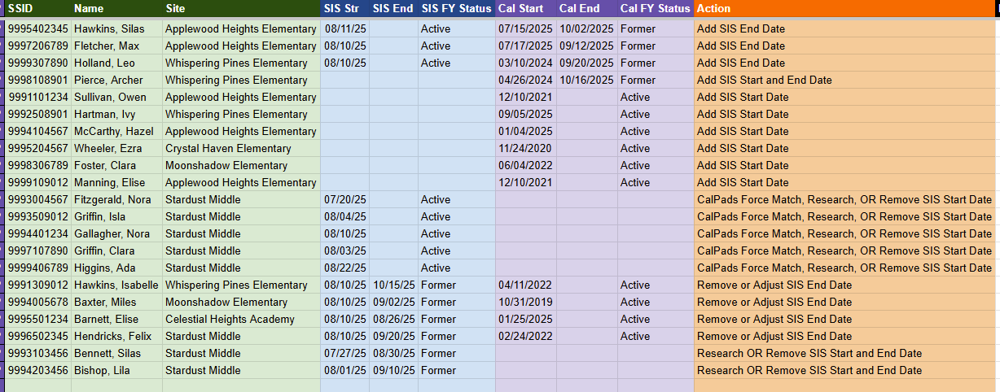 SSID Name Site SIS Str SIS End SIS FY Status Cal Start Cal End Cal FY Status Action
9995402345 Hawkins, Silas Applewood Heights Elementary 08/11/25 Active 07/15/2025 10/02/2025 Former Add SIS End Date
9997206789 Fletcher, Max Applewood Heights Elementary 08/10/25 Active 07/17/2025 09/12/2025 Former Add SIS End Date
9999307890 Holland, Leo Whispering Pines Elementary 08/10/25 Active 03/10/2024 09/20/2025 Former Add SIS End Date
9998108901 Pierce, Archer Whispering Pines Elementary 04/26/2024 10/16/2025 Former Add SIS Start and End Date
9991101234 Sullivan, Owen Applewood Heights Elementary 12/10/2021 Active Add SIS Start Date
9992508901 Hartman, Ivy Whispering Pines Elementary 09/05/2025 Active Add SIS Start Date
9994104567 McCarthy, Hazel Applewood Heights Elementary 01/04/2025 Active Add SIS Start Date
9995204567 Wheeler, Ezra Crystal Haven Elementary 11/24/2020 Active Add SIS Start Date
9998306789 Foster, Clara Moonshadow Elementary 06/04/2022 Active Add SIS Start Date
9999109012 Manning, Elise Applewood Heights Elementary 12/10/2021 Active Add SIS Start Date
9993004567 Fitzgerald, Nora Stardust Middle 07/20/25 Active CalPads Force Match, Research, OR Remove SIS Start Date
9993509012 Griffin, Isla Stardust Middle 08/04/25 Active CalPads Force Match, Research, OR Remove SIS Start Date
9994401234 Gallagher, Nora Stardust Middle 08/10/25 Active CalPads Force Match, Research, OR Remove SIS Start Date
9997107890 Griffin, Clara Stardust Middle 08/03/25 Active CalPads Force Match, Research, OR Remove SIS Start Date
9999406789 Higgins, Ada Stardust Middle 08/22/25 Active CalPads Force Match, Research, OR Remove SIS Start Date
9991309012 Hawkins, Isabelle Whispering Pines Elementary 08/10/25 10/15/25 Former 04/11/2022 Active Remove or Adjust SIS End Date
9994005678 Baxter, Miles Moonshadow Elementary 08/10/25 09/02/25 Former 10/31/2019 Active Remove or Adjust SIS End Date
9995501234 Barnett, Elise Celestial Heights Academy 08/10/25 08/26/25 Former 01/25/2025 Active Remove or Adjust SIS End Date
9996502345 Hendricks, Felix Stardust Middle 08/10/25 09/20/25 Former 02/24/2022 Active Remove or Adjust SIS End Date
9993103456 Bennett, Silas Stardust Middle 07/27/25 08/30/25 Former Research OR Remove SIS Start and End Date
9994203456 Bishop, Lila Stardust Middle 08/01/25 09/10/25 Former Research OR Remove SIS Start and End Date